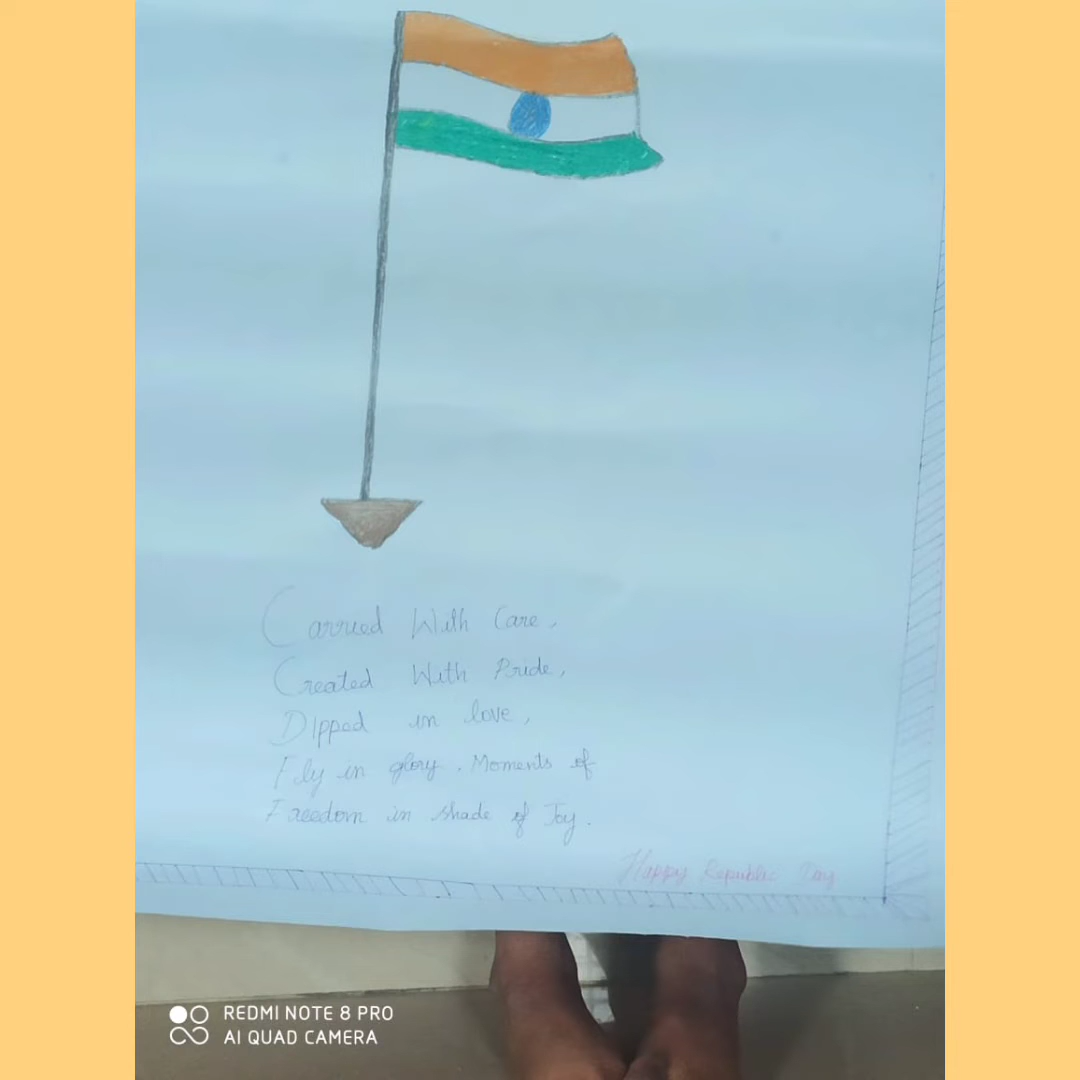 Carried With Care,
Created With Pride,
Dipped in love,
Fly in glory. Moments of
Freedom in shade of Joy.
Happy Republic Day
REDMI NOTE 8 PRO
AI QUAD CAMERA